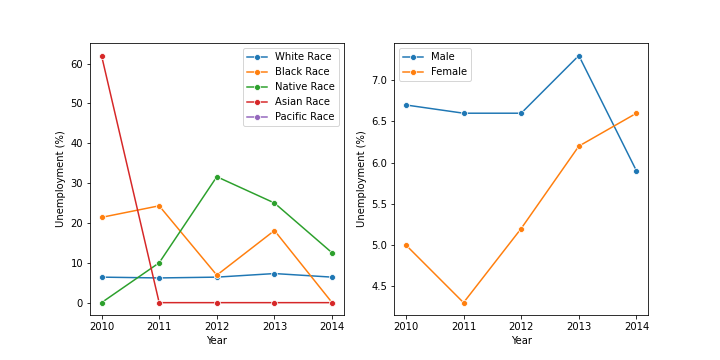 60
50
40
30
20
10
0
Unemployment (%)
2010 2011 2012 2013 2014
Year
White Race
Black Race
Native Race
Asian Race
Pacific Race
7.0
6.5
6.0
5.5
5.0
4.5
Unemployment (%)
2010 2011 2012 2013 2014
Year
Male
Female